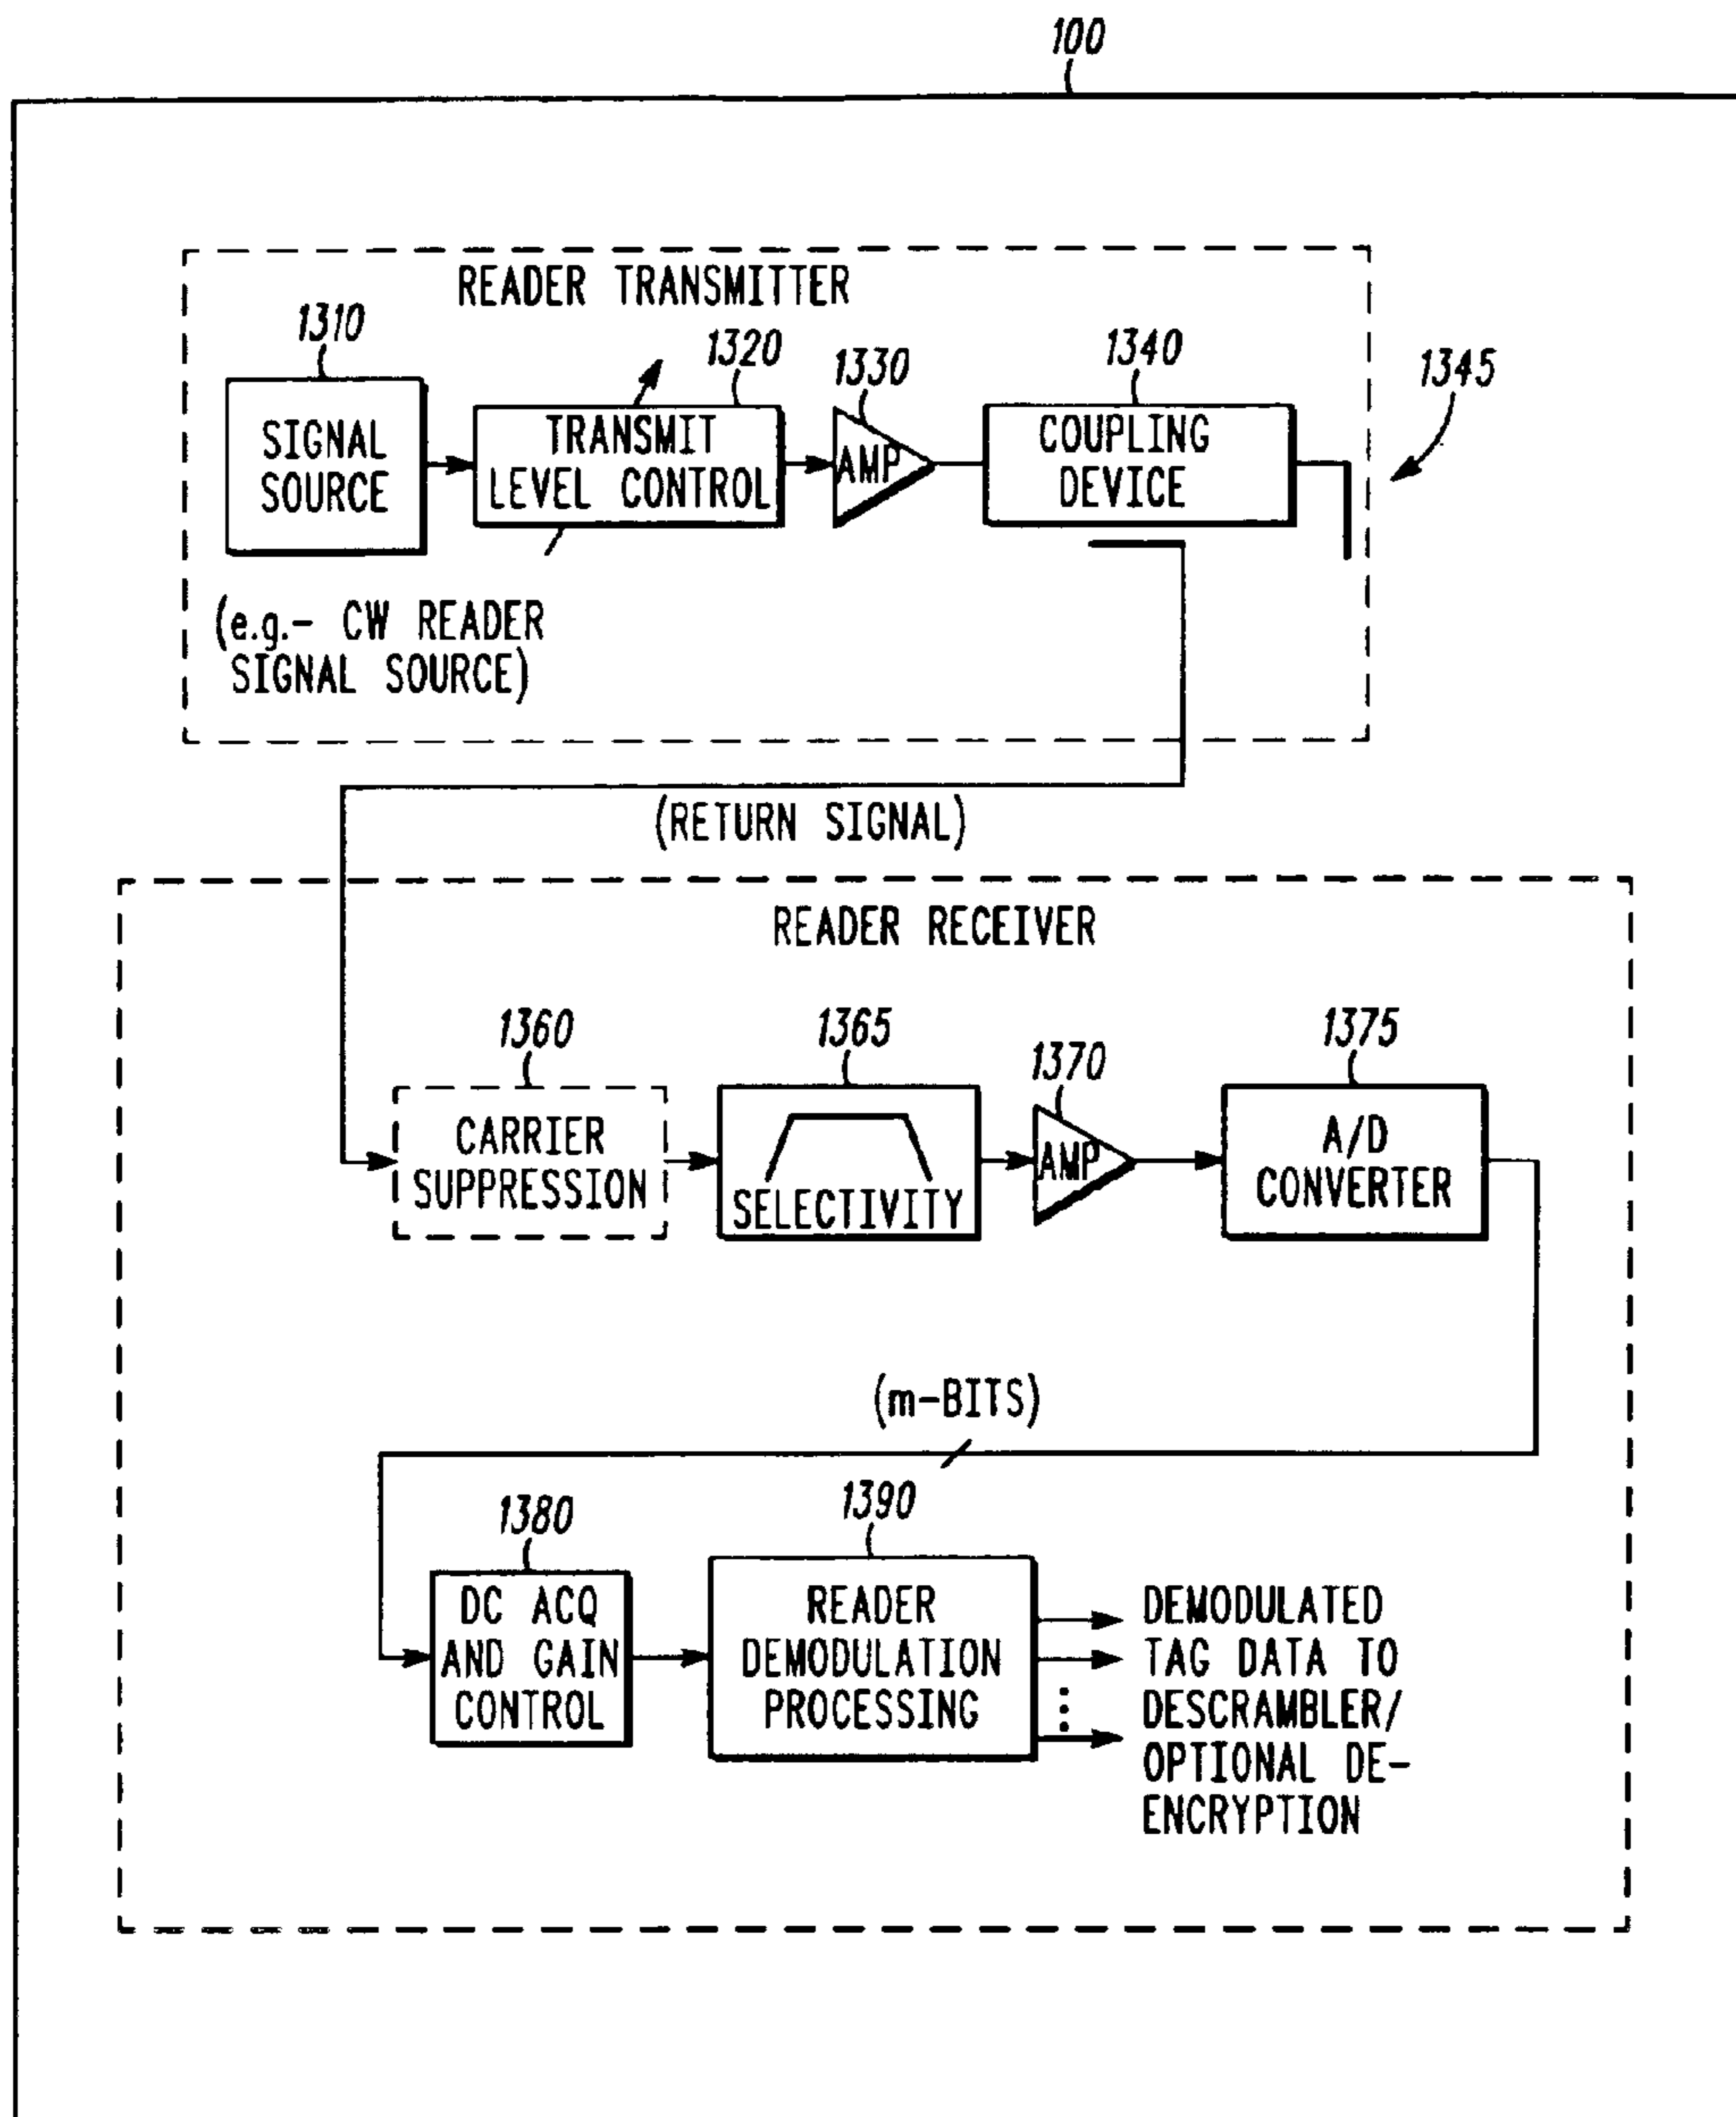 100
READER TRANSMITTER
1310
1320
1330
1340
1345
SIGNAL
SOURCE
TRANSMIT
LEVEL CONTROL
AMP
COUPLING
DEVICE
(e.g.- CW READER
SIGNAL SOURCE)
(RETURN SIGNAL)
READER RECEIVER
1360
1365
1370
1375
CARRIER
SUPPRESSION
SELECTIVITY
AMP
A/D
CONVERTER
(m-BITS)
1380
1390
DC ACQ
AND GAIN
CONTROL
READER
DEMODULATION
PROCESSING
DEMODULATED
TAG DATA TO
DESCRAMBLER/
OPTIONAL DE-
ENCRYPTION